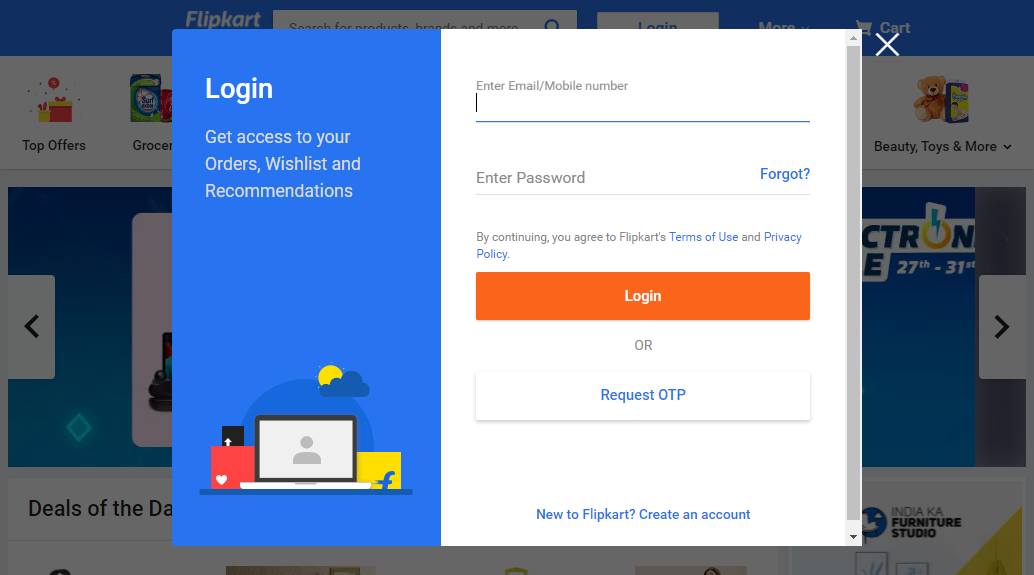 Flipkart
Search for products, brands and more
Login
More
Cart
Top Offers
Grocer
Beauty, Toys & More
Login
Get access to your
Orders, Wishlist and
Recommendations
Enter Email/Mobile number
Enter Password
Forgot?
By continuing, you agree to Flipkart's Terms of Use and Privacy
Policy.
Login
OR
Request OTP
New to Flipkart? Create an account
CTRON
E 27th - 31st
Deals of the Da
INDIA KA
FURNITURE
STUDIO